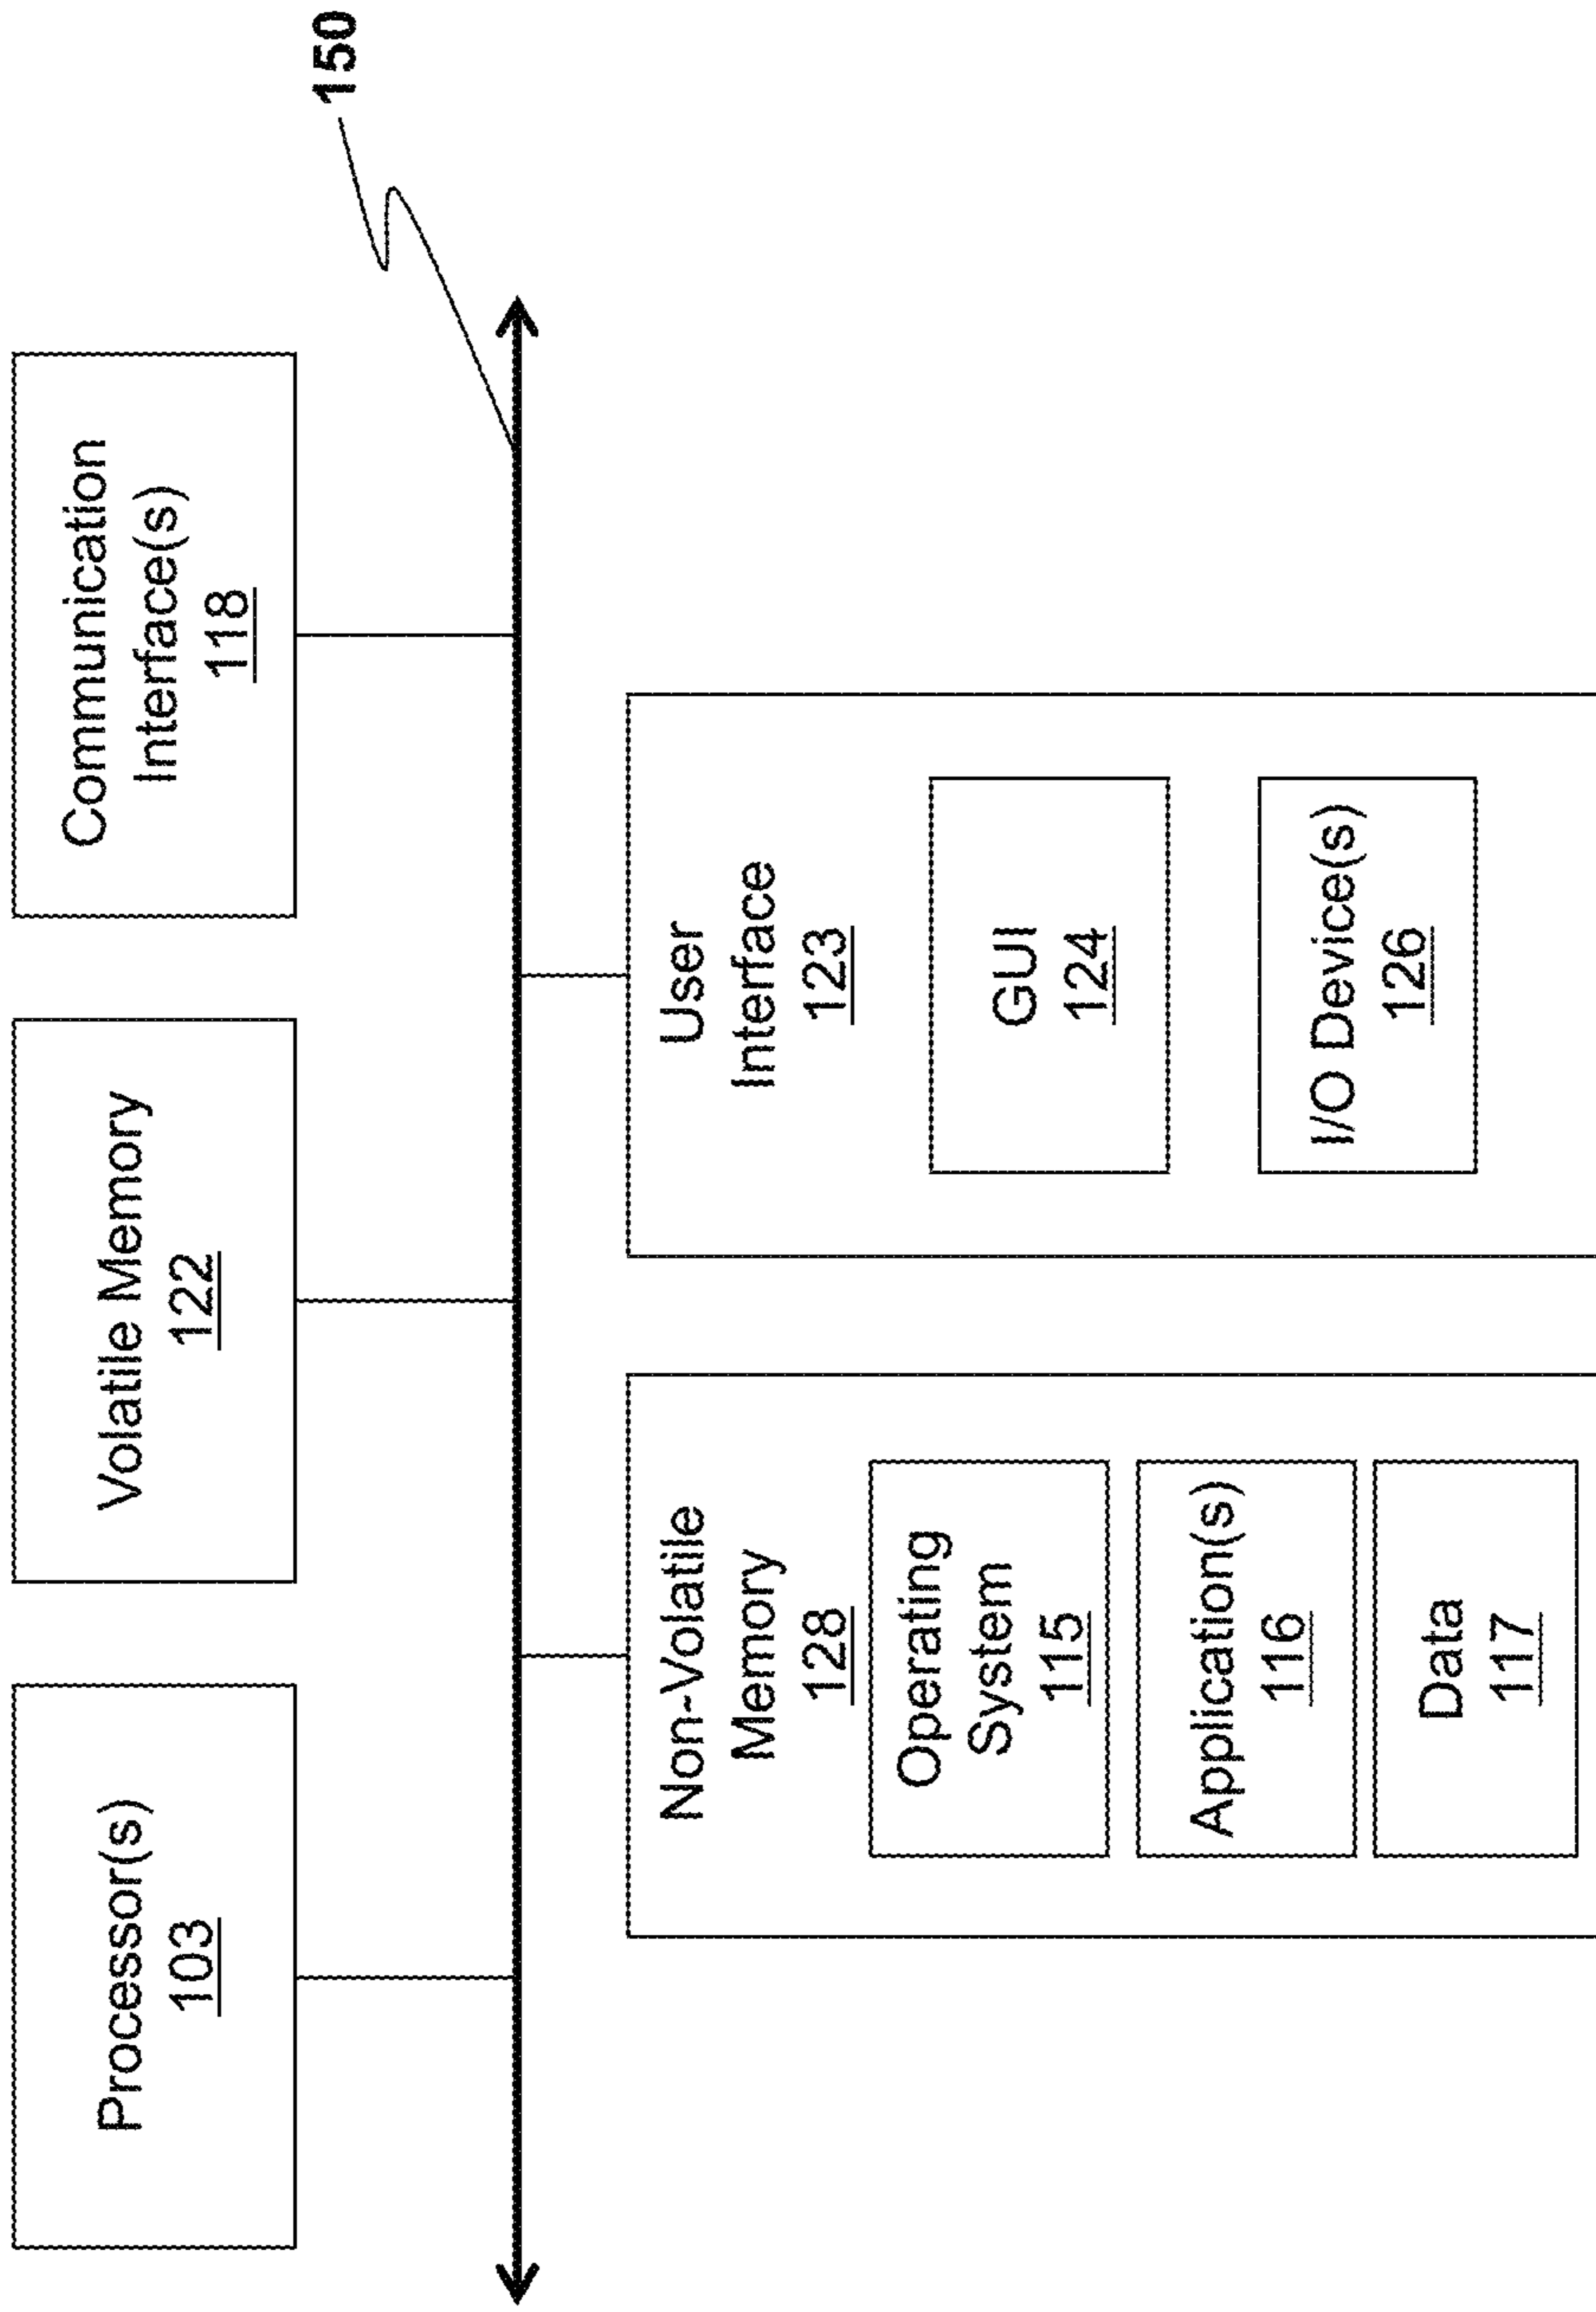 Processor(s)
103
Volatile Memory
122
Communication
Interface(s)
118
150
Non-Volatile
Memory
128
Operating
System
115
Application(s)
116
Data
117
User
Interface
123
GUI
124
I/O Device(s)
126